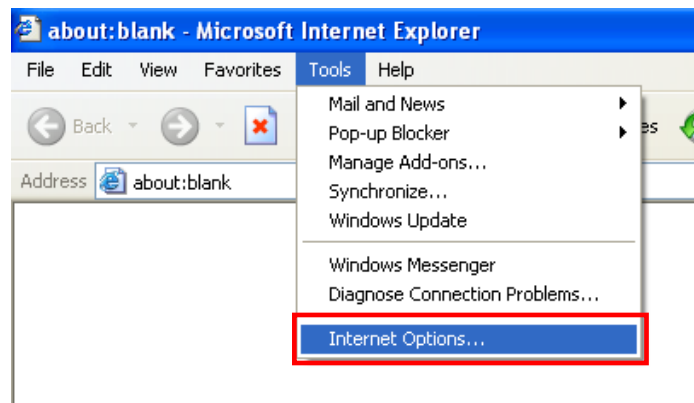 about:blank - Microsoft Internet Explorer
File Edit View Favorites Tools Help
Mail and News
Back
Pop-up Blocker
es
Manage Add-ons...
Address about:blank
Synchronize...
Windows Update
Windows Messenger
Diagnose Connection Problems...
Internet Options...